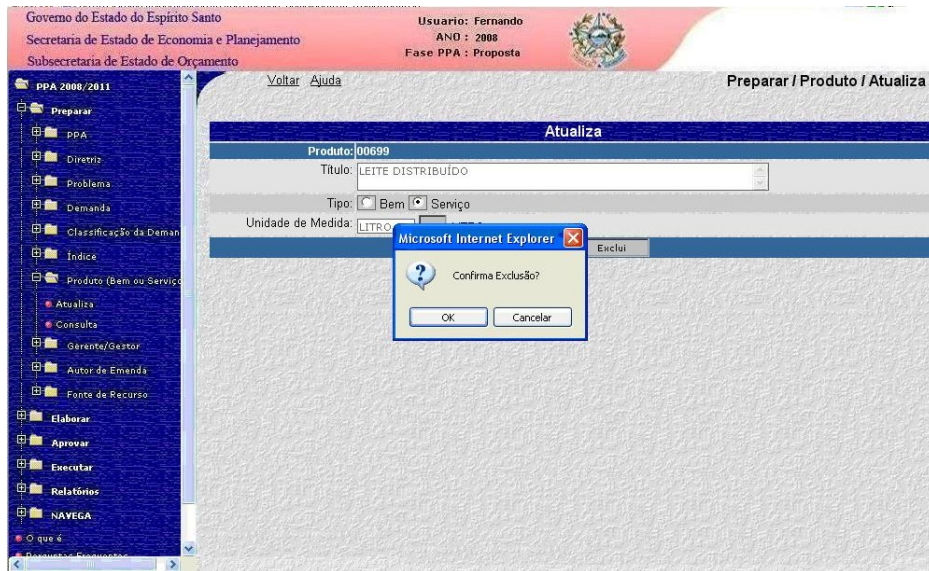 Governo do Estado do Espírito Santo
Secretaria de Estado de Economia e Planejamento
Subsecretaria de Estado de Orçamento
Usuario: Fernando
ANO : 2008
Fase PPA : Proposta
Voltar Ajuda
Preparar / Produto / Atualiza
PPA 2008/2011
Preparar
PPA
Diretriz
Problema
Demanda
Classificação da Deman
Índice
Produto (Bem ou Serviço
Atualiza
Consulta
Gerente/Gestor
Autor de Emenda
Fonte de Recurso
Elaborar
Aprovar
Executar
Relatórios
NAVEGA
O que é
Perguntas Frequentes
Atualiza
Produto: 00699
Título: LEITE DISTRIBUÍDO
Tipo: Bem Serviço
Unidade de Medida: LITRO
Exclui
Microsoft Internet Explorer
Confirma Exclusão?
OK Cancelar